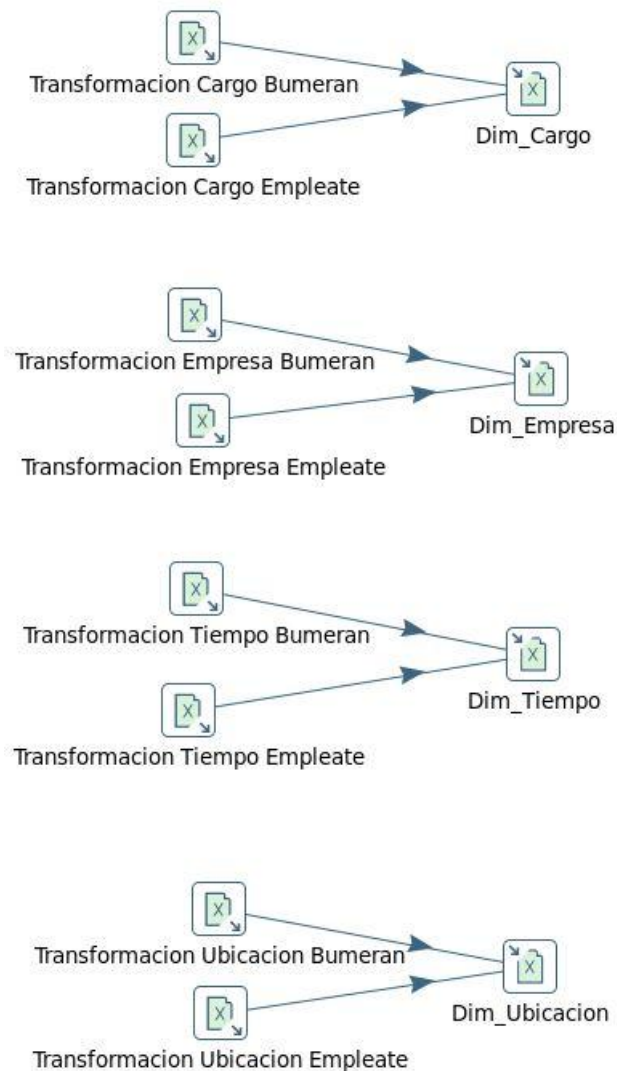 Transformacion Cargo Bumeran
Dim_Cargo
Transformacion Cargo Empleate
Transformacion Empresa Bumeran
Dim_Empresa
Transformacion Empresa Empleate
Transformacion Tiempo Bumeran
Dim_Tiempo
Transformacion Tiempo Empleate
Transformacion Ubicacion Bumeran
Dim_Ubicacion
Transformacion Ubicacion Empleate